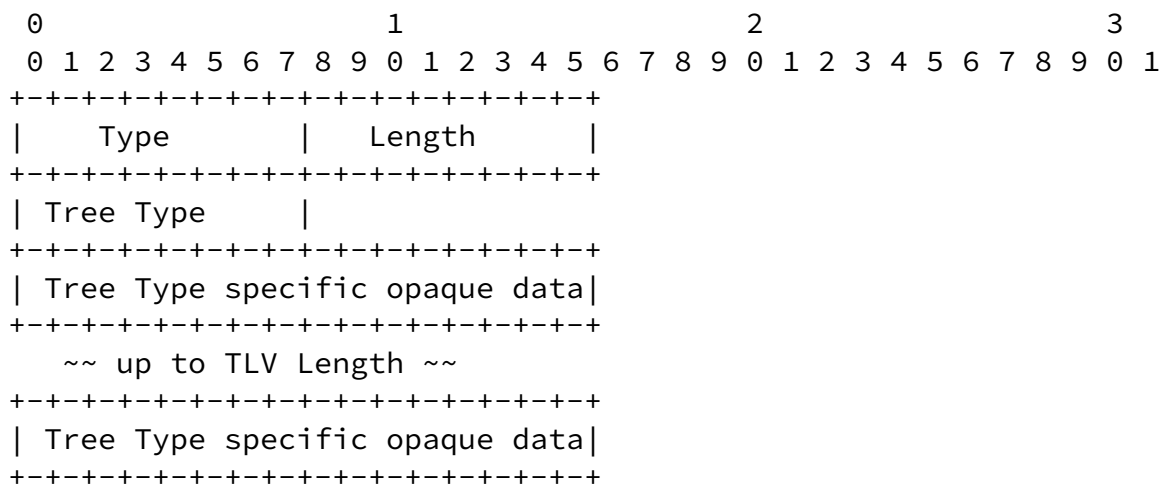 0                   1                   2                   3
 0 1 2 3 4 5 6 7 8 9 0 1 2 3 4 5 6 7 8 9 0 1 2 3 4 5 6 7 8 9 0 1
+-+-+-+-+-+-+-+-+-+-+-+-+-+-+-+-+
|    Type       |   Length      |
+-+-+-+-+-+-+-+-+-+-+-+-+-+-+-+-+
| Tree Type     |
+-+-+-+-+-+-+-+-+-+-+-+-+-+-+-+-+
| Tree Type specific opaque data|
+-+-+-+-+-+-+-+-+-+-+-+-+-+-+-+-+
   ~~ up to TLV Length ~~
+-+-+-+-+-+-+-+-+-+-+-+-+-+-+-+-+
| Tree Type specific opaque data|
+-+-+-+-+-+-+-+-+-+-+-+-+-+-+-+-+